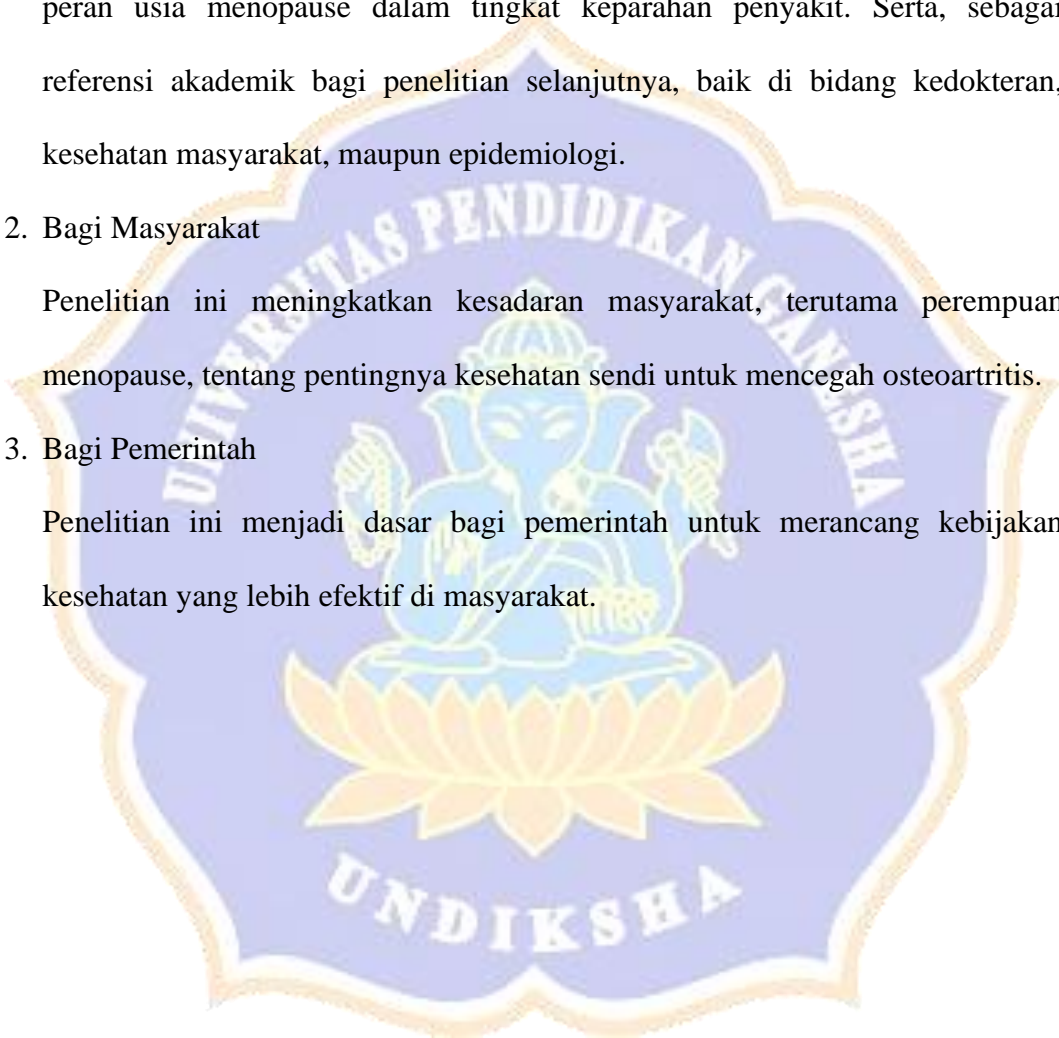 peran usia menopause dalam tingkat keparahan penyakit. Serta, sebagai
referensi akademik bagi penelitian selanjutnya, baik di bidang kedokteran,
kesehatan masyarakat, maupun epidemiologi.
2. Bagi Masyarakat
Penelitian ini meningkatkan kesadaran masyarakat, terutama perempuan
menopause, tentang pentingnya kesehatan sendi untuk mencegah osteoartritis.
3. Bagi Pemerintah
Penelitian ini menjadi dasar bagi pemerintah untuk merancang kebijakan
kesehatan yang lebih efektif di masyarakat.
UNIVERSITAS PENDIDIKAN GANESHA
UNDIKSHA